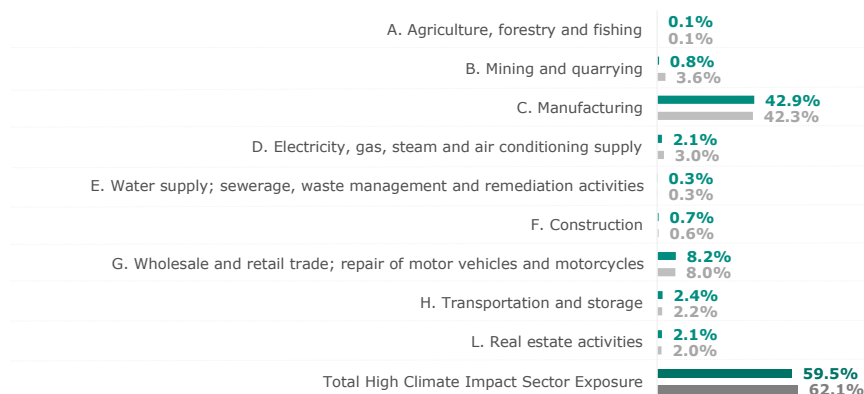 A. Agriculture, forestry and fishing
0.1%
0.1%
B. Mining and quarrying
0.8%
3.6%
C. Manufacturing
42.9%
42.3%
D. Electricity, gas, steam and air conditioning supply
2.1%
3.0%
E. Water supply; sewerage, waste management and remediation activities
0.3%
0.3%
F. Construction
0.7%
0.6%
G. Wholesale and retail trade; repair of motor vehicles and motorcycles
8.2%
8.0%
H. Transportation and storage
2.4%
2.2%
L. Real estate activities
2.1%
2.0%
Total High Climate Impact Sector Exposure
59.5%
62.1%